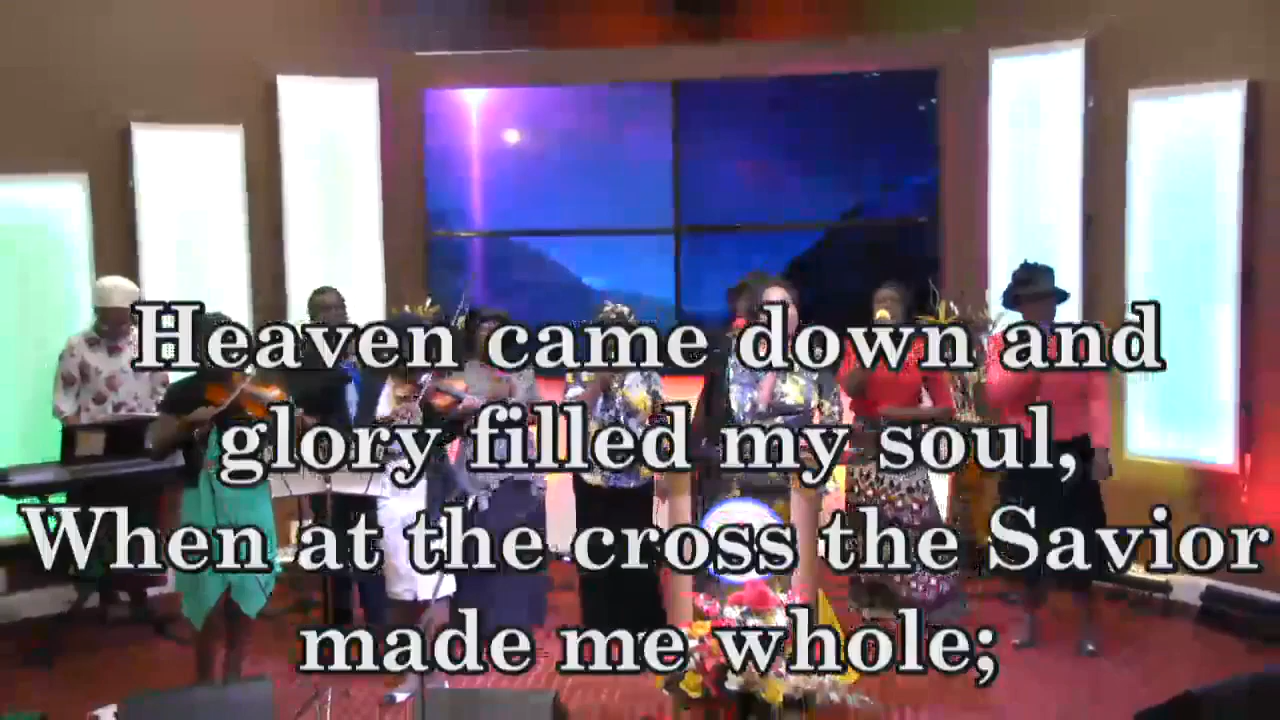 Heaven came down and
glory filled my soul,
When at the cross the Savior
made me whole;